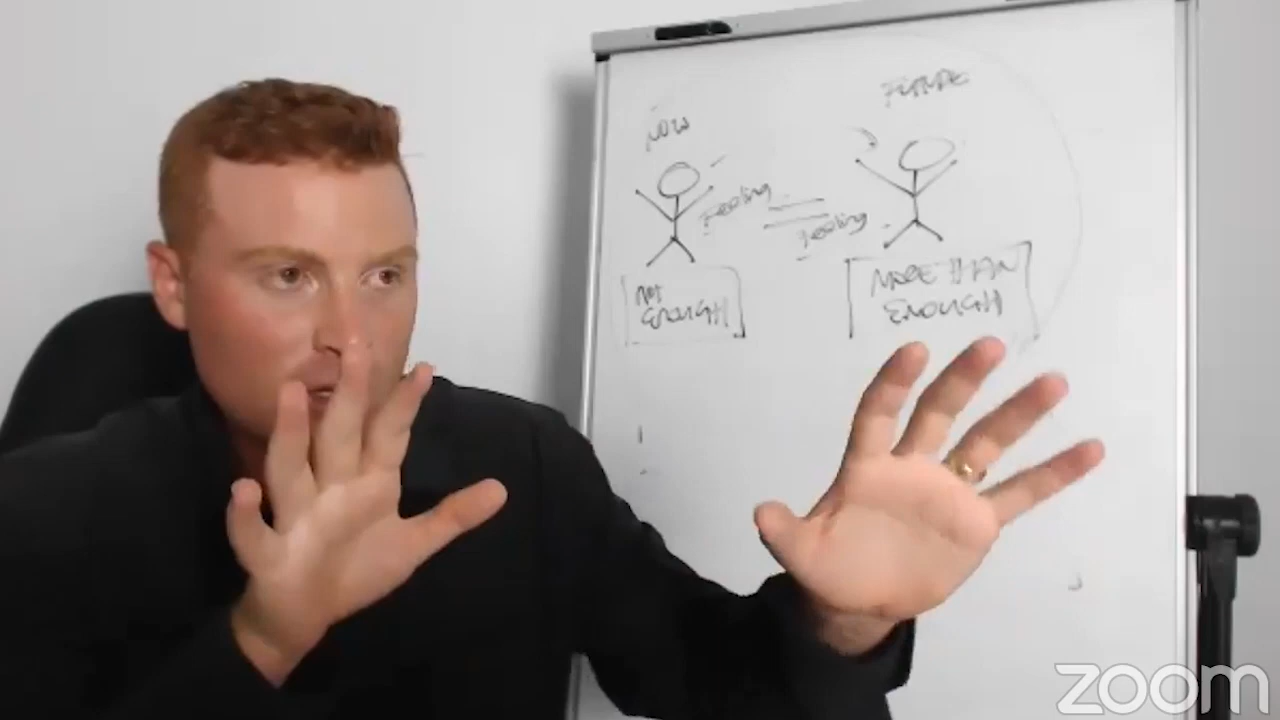 NOW
FUTURE
Feeling
Feeling
NOT
ENOUGH
MORE THAN
ENOUGH
zoom